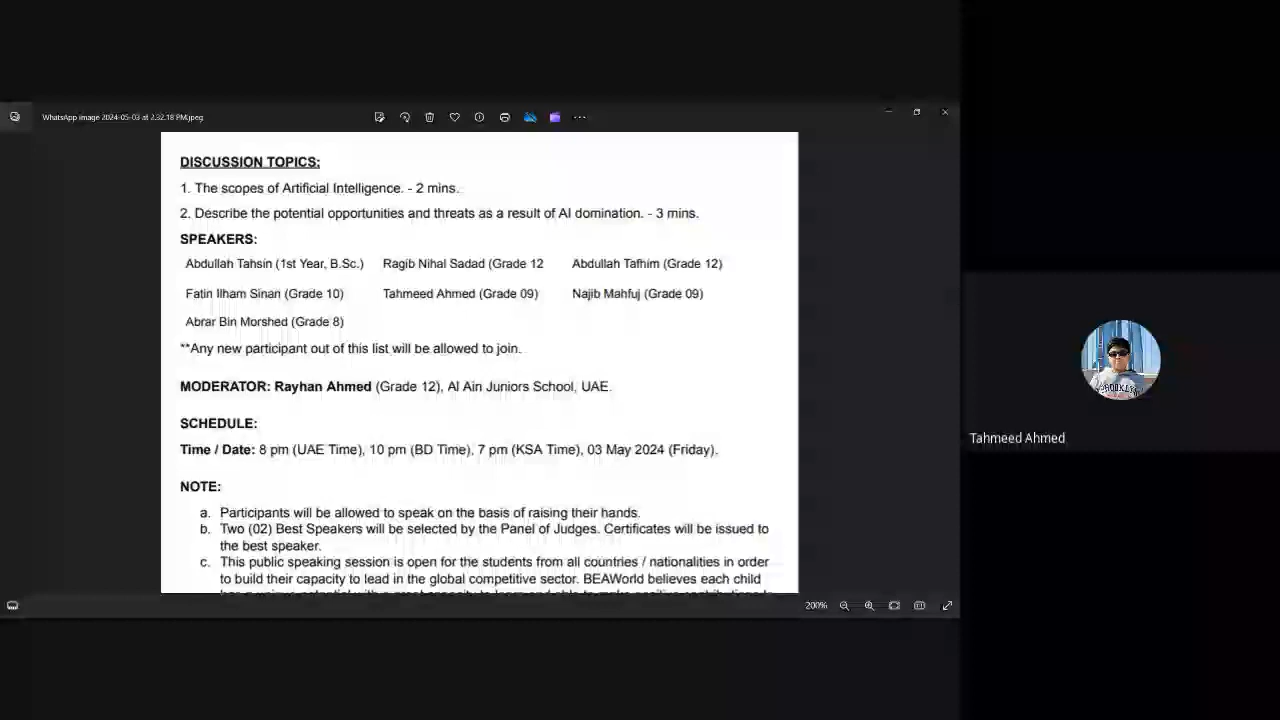 WhatsApp Image 2024-05-03 at 2.32.18 PM.jpeg
DISCUSSION TOPICS:
1. The scopes of Artificial Intelligence. - 2 mins.
2. Describe the potential opportunities and threats as a result of AI domination. - 3 mins.
SPEAKERS:
Abdullah Tahsin (1st Year, B.Sc.) Ragib Nihal Sadad (Grade 12 Abdullah Tafhim (Grade 12)
Fatin Ilham Sinan (Grade 10) Tahmeed Ahmed (Grade 09) Najib Mahfuj (Grade 09)
Abrar Bin Morshed (Grade 8)
**Any new participant out of this list will be allowed to join.
MODERATOR: Rayhan Ahmed (Grade 12), Al Ain Juniors School, UAE.
SCHEDULE:
Time / Date: 8 pm (UAE Time), 10 pm (BD Time), 7 pm (KSA Time), 03 May 2024 (Friday).
NOTE:
a. Participants will be allowed to speak on the basis of raising their hands.
b. Two (02) Best Speakers will be selected by the Panel of Judges. Certificates will be issued to
the best speaker.
c. This public speaking session is open for the students from all countries / nationalities in order
to build their capacity to lead in the global competitive sector. BEAWorld believes each child
200%
Tahmeed Ahmed